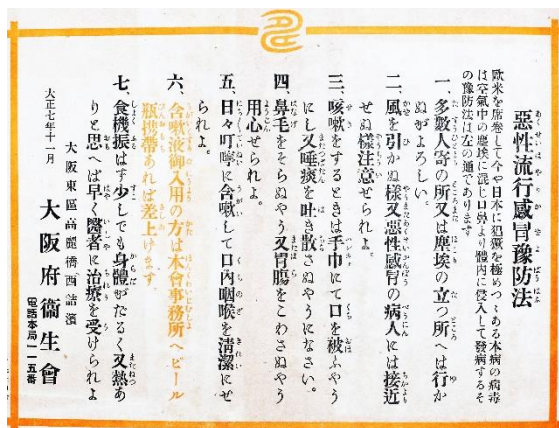 惡性流行感冒豫防法
歐米を席卷して今や日本に猖獗を極めつゝある本病の病毒
は空氣中の塵埃に混じ口鼻より體內に侵入して發病するそ
の豫防法は左の通であります
一、多數人寄の所又は塵埃の立つ所へは行か
ぬがよろしい。
二、風を引かぬ樣又惡性感冒の病人には接近
せぬ樣注意せられよ。
三、咳嗽をするときは手巾にて口を被ふやう
にし又唾痰を吐き散さぬやうになさい。
四、鼻毛をそらぬやう又胃腸をこわさぬやう
用心せられよ。
五、日々叮嚀に含嗽して口內咽喉を淸潔にせ
られよ。
六、含嗽液御入用の方は本會事務所へビール
瓶携帶あれば差上げます。
七、食機振はず少しでも身體がたるく又熱あ
りと思へば早く醫者に治療を受けられよ
大正七年十一月
大阪東區高麗橋西詰濱
大阪府衞生會
電話本局一一五番